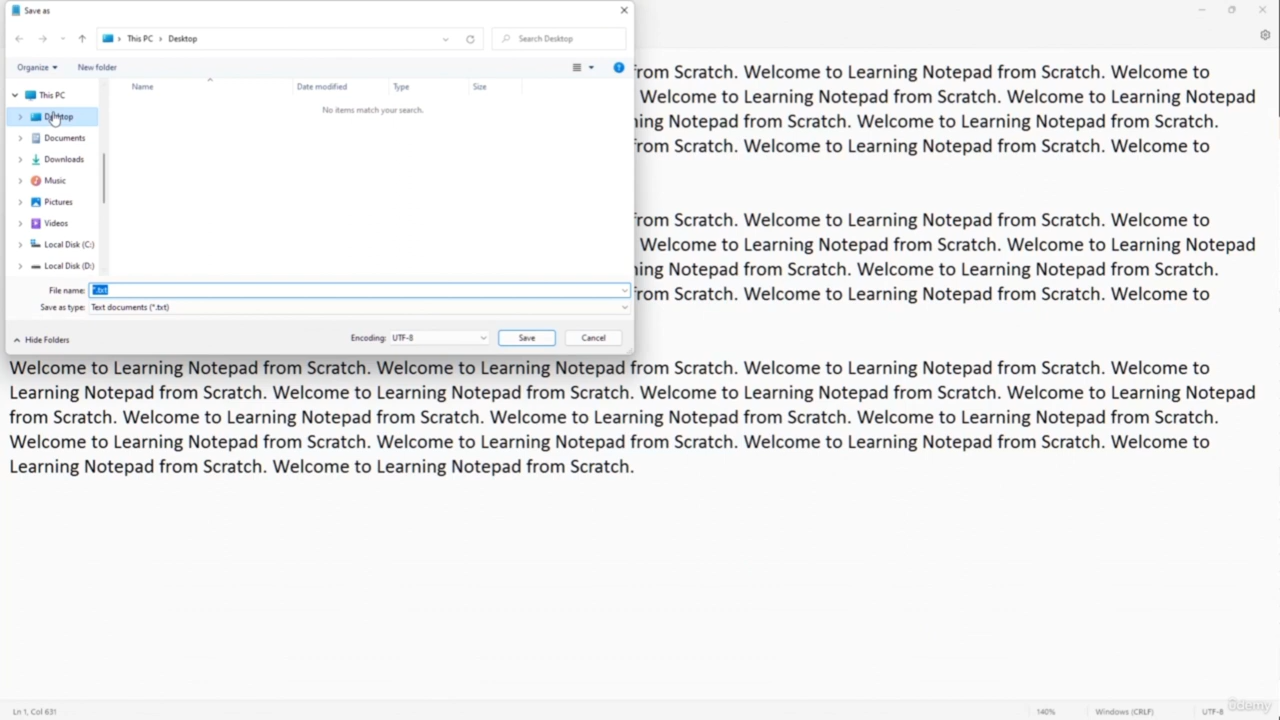 Save as
This PC > Desktop
Search Desktop
Organize
New folder
Name
Date modified
Type
Size
No items match your search.
This PC
Desktop
Documents
Downloads
Music
Pictures
Videos
Local Disk (C:)
Local Disk (D:)
File name: *.txt
Save as type: Text documents (*.txt)
Hide Folders
Encoding: UTF-8
Save
Cancel
from Scratch. Welcome to Learning Notepad from Scratch. Welcome to
Welcome to Learning Notepad from Scratch. Welcome to Learning Notepad
ning Notepad from Scratch. Welcome to Learning Notepad from Scratch.
from Scratch. Welcome to Learning Notepad from Scratch. Welcome to
from Scratch. Welcome to Learning Notepad from Scratch. Welcome to
Welcome to Learning Notepad from Scratch. Welcome to Learning Notepad
ning Notepad from Scratch. Welcome to Learning Notepad from Scratch.
from Scratch. Welcome to Learning Notepad from Scratch. Welcome to
Welcome to Learning Notepad from Scratch. Welcome to Learning Notepad from Scratch. Welcome to Learning Notepad from Scratch. Welcome to
Learning Notepad from Scratch. Welcome to Learning Notepad from Scratch. Welcome to Learning Notepad from Scratch. Welcome to Learning Notepad
from Scratch. Welcome to Learning Notepad from Scratch. Welcome to Learning Notepad from Scratch. Welcome to Learning Notepad from Scratch.
Welcome to Learning Notepad from Scratch. Welcome to Learning Notepad from Scratch. Welcome to Learning Notepad from Scratch. Welcome to
Learning Notepad from Scratch. Welcome to Learning Notepad from Scratch.
Ln 1, Col 631
140%
Windows (CRLF)
UTF-8
udemy